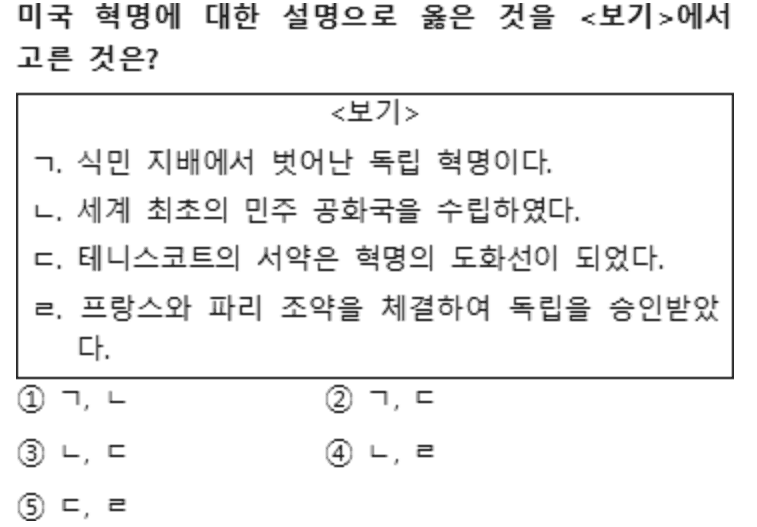 미국 혁명에 대한 설명으로 옳은 것을 <보기>에서
고른 것은?
<보기>
ㄱ. 식민 지배에서 벗어난 독립 혁명이다.
ㄴ. 세계 최초의 민주 공화국을 수립하였다.
ㄷ. 테니스코트의 서약은 혁명의 도화선이 되었다.
ㄹ. 프랑스와 파리 조약을 체결하여 독립을 승인받았
다.
① ㄱ, ㄴ ② ㄱ, ㄷ
③ ㄴ, ㄷ ④ ㄴ, ㄹ
⑤ ㄷ, ㄹ